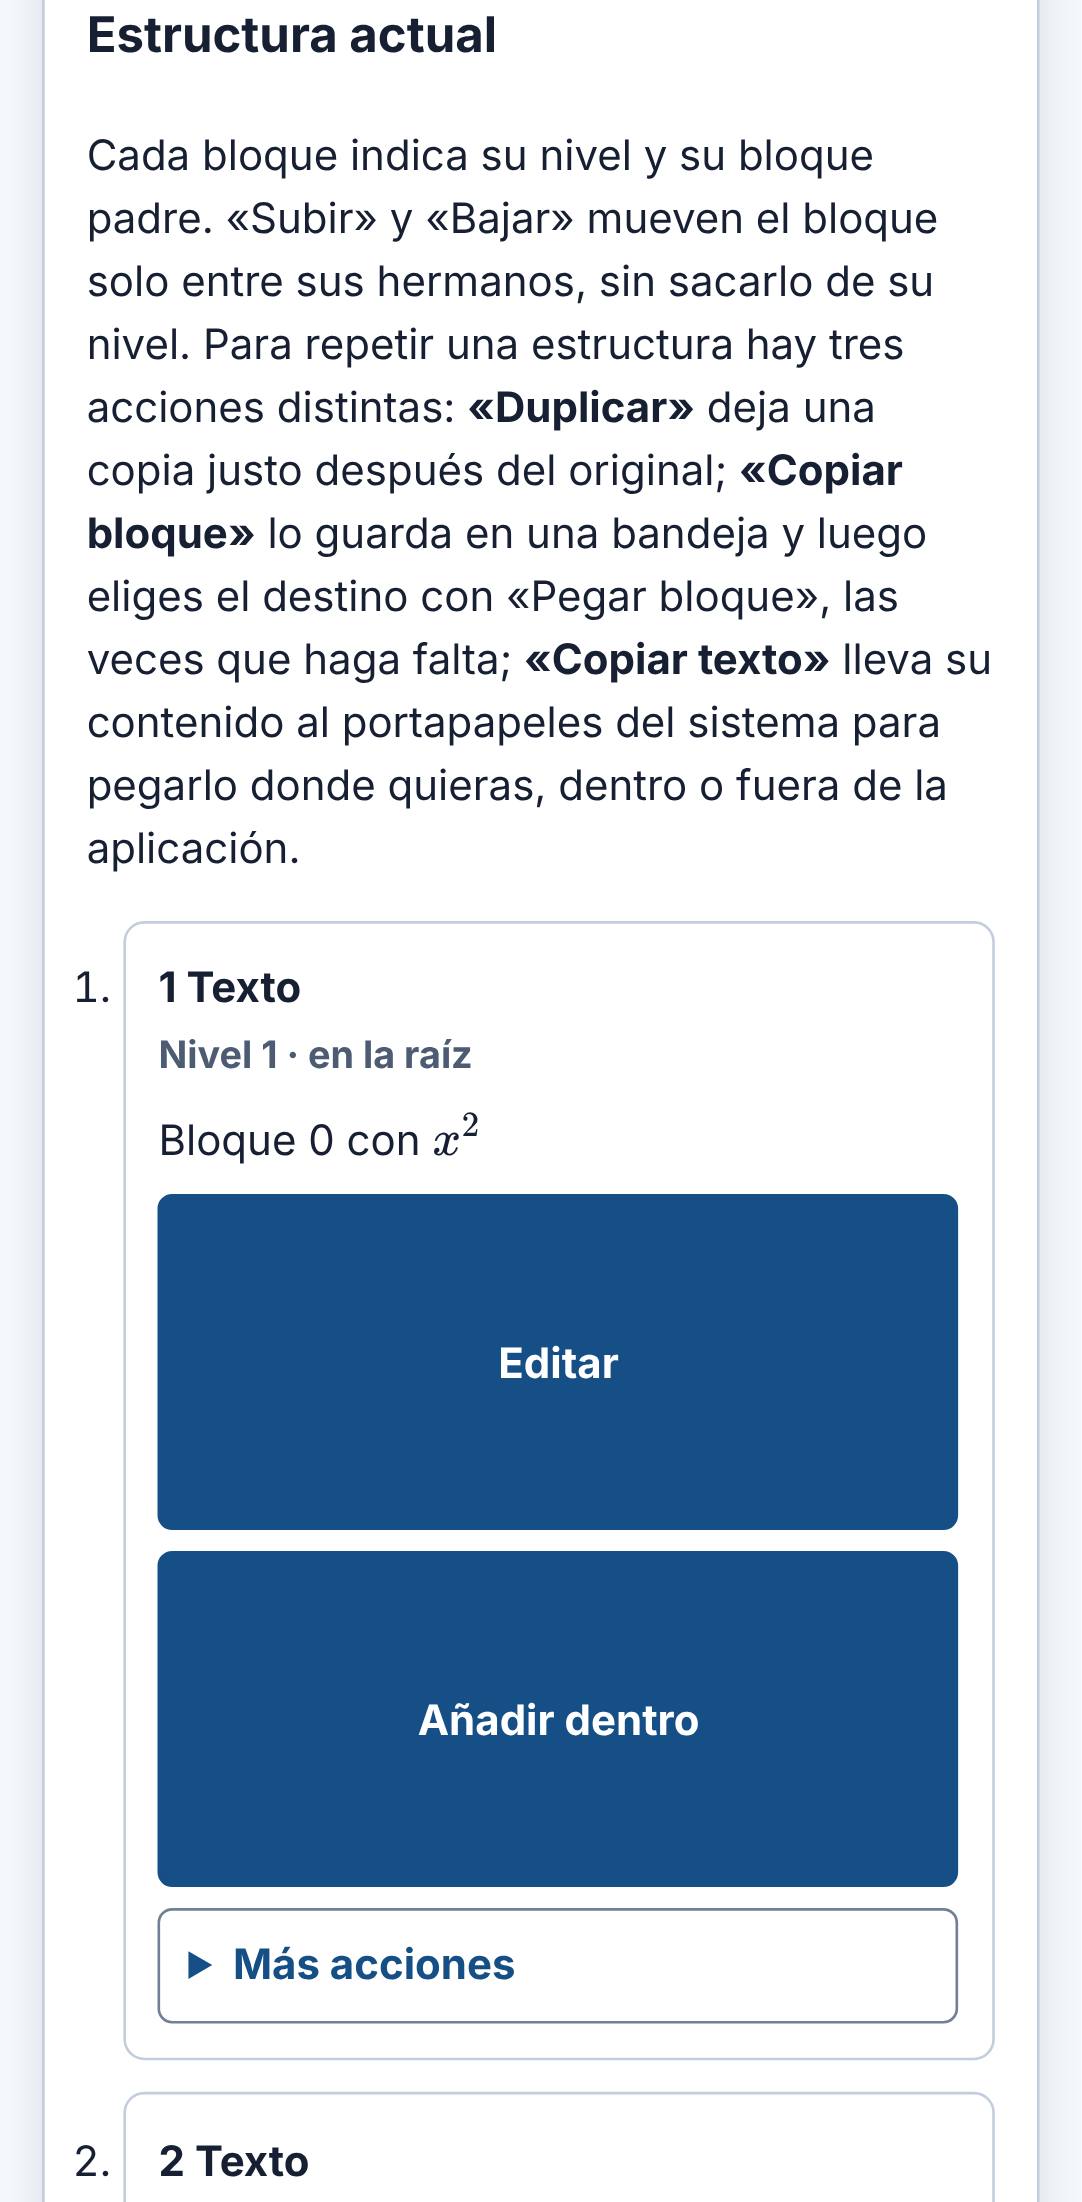 Estructura actual
Cada bloque indica su nivel y su bloque
padre. «Subir» y «Bajar» mueven el bloque
solo entre sus hermanos, sin sacarlo de su
nivel. Para repetir una estructura hay tres
acciones distintas: «Duplicar» deja una
copia justo después del original; «Copiar
bloque» lo guarda en una bandeja y luego
eliges el destino con «Pegar bloque», las
veces que haga falta; «Copiar texto» lleva su
contenido al portapapeles del sistema para
pegarlo donde quieras, dentro o fuera de la
aplicación.
1. 1 Texto
Nivel 1 · en la raíz
Bloque 0 con x²
Editar
Añadir dentro
▶ Más acciones
2. 2 Texto